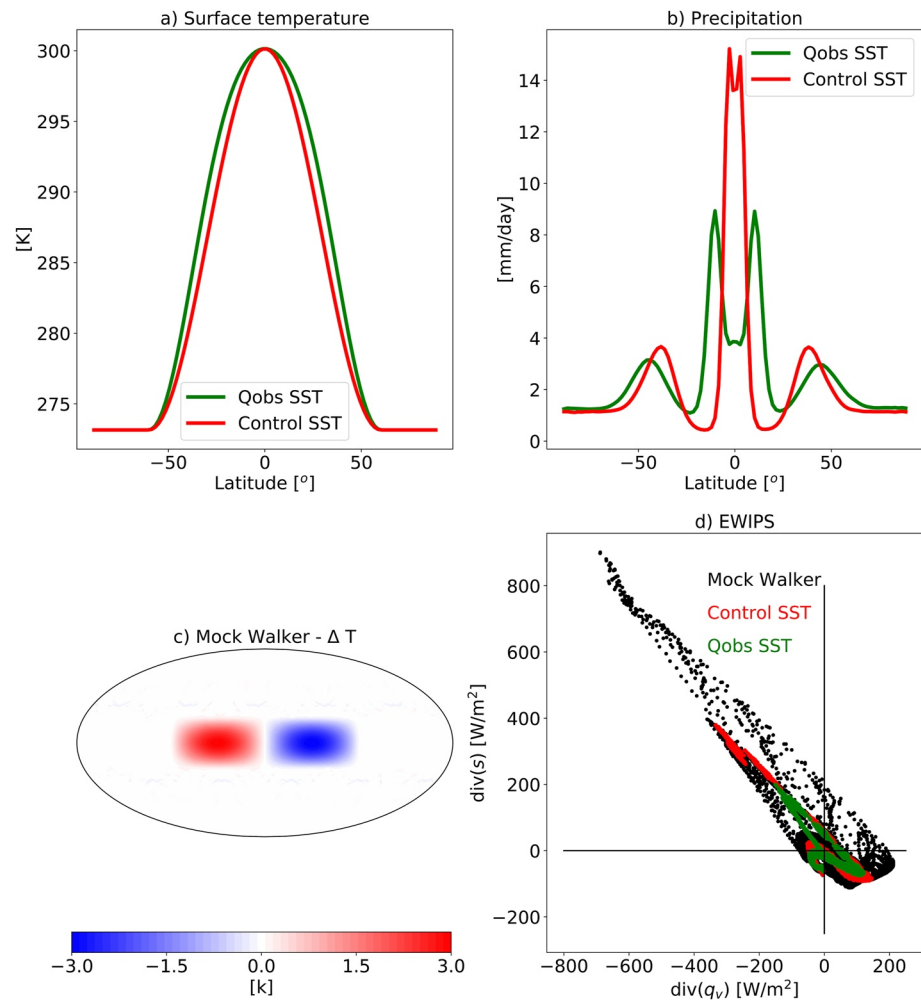 a) Surface temperature
300
295
290
285
280
275
[K]
Qobs SST
Control SST
−50
0
50
Latitude [°]
b) Precipitation
Qobs SST
Control SST
14
12
10
8
6
4
2
0
[mm/day]
−50
0
50
Latitude [°]
c) Mock Walker - Δ T
−3.0
−1.5
0.0
1.5
3.0
[k]
d) EWIPS
Mock Walker
Control SST
Qobs SST
800
600
400
200
0
−200
div(s) [W/m²]
−800
−600
−400
−200
0
200
div(qᵥ) [W/m²]